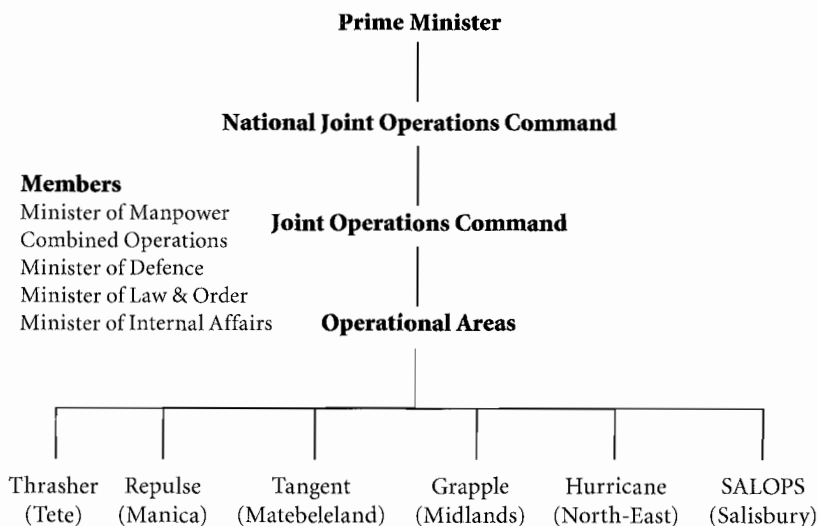 Prime Minister
National Joint Operations Command
Members
Minister of Manpower
Combined Operations
Minister of Defence
Minister of Law & Order
Minister of Internal Affairs
Joint Operations Command
Operational Areas
Thrasher
(Tete)
Repulse
(Manica)
Tangent
(Matebeleland)
Grapple
(Midlands)
Hurricane
(North-East)
SALOPS
(Salisbury)